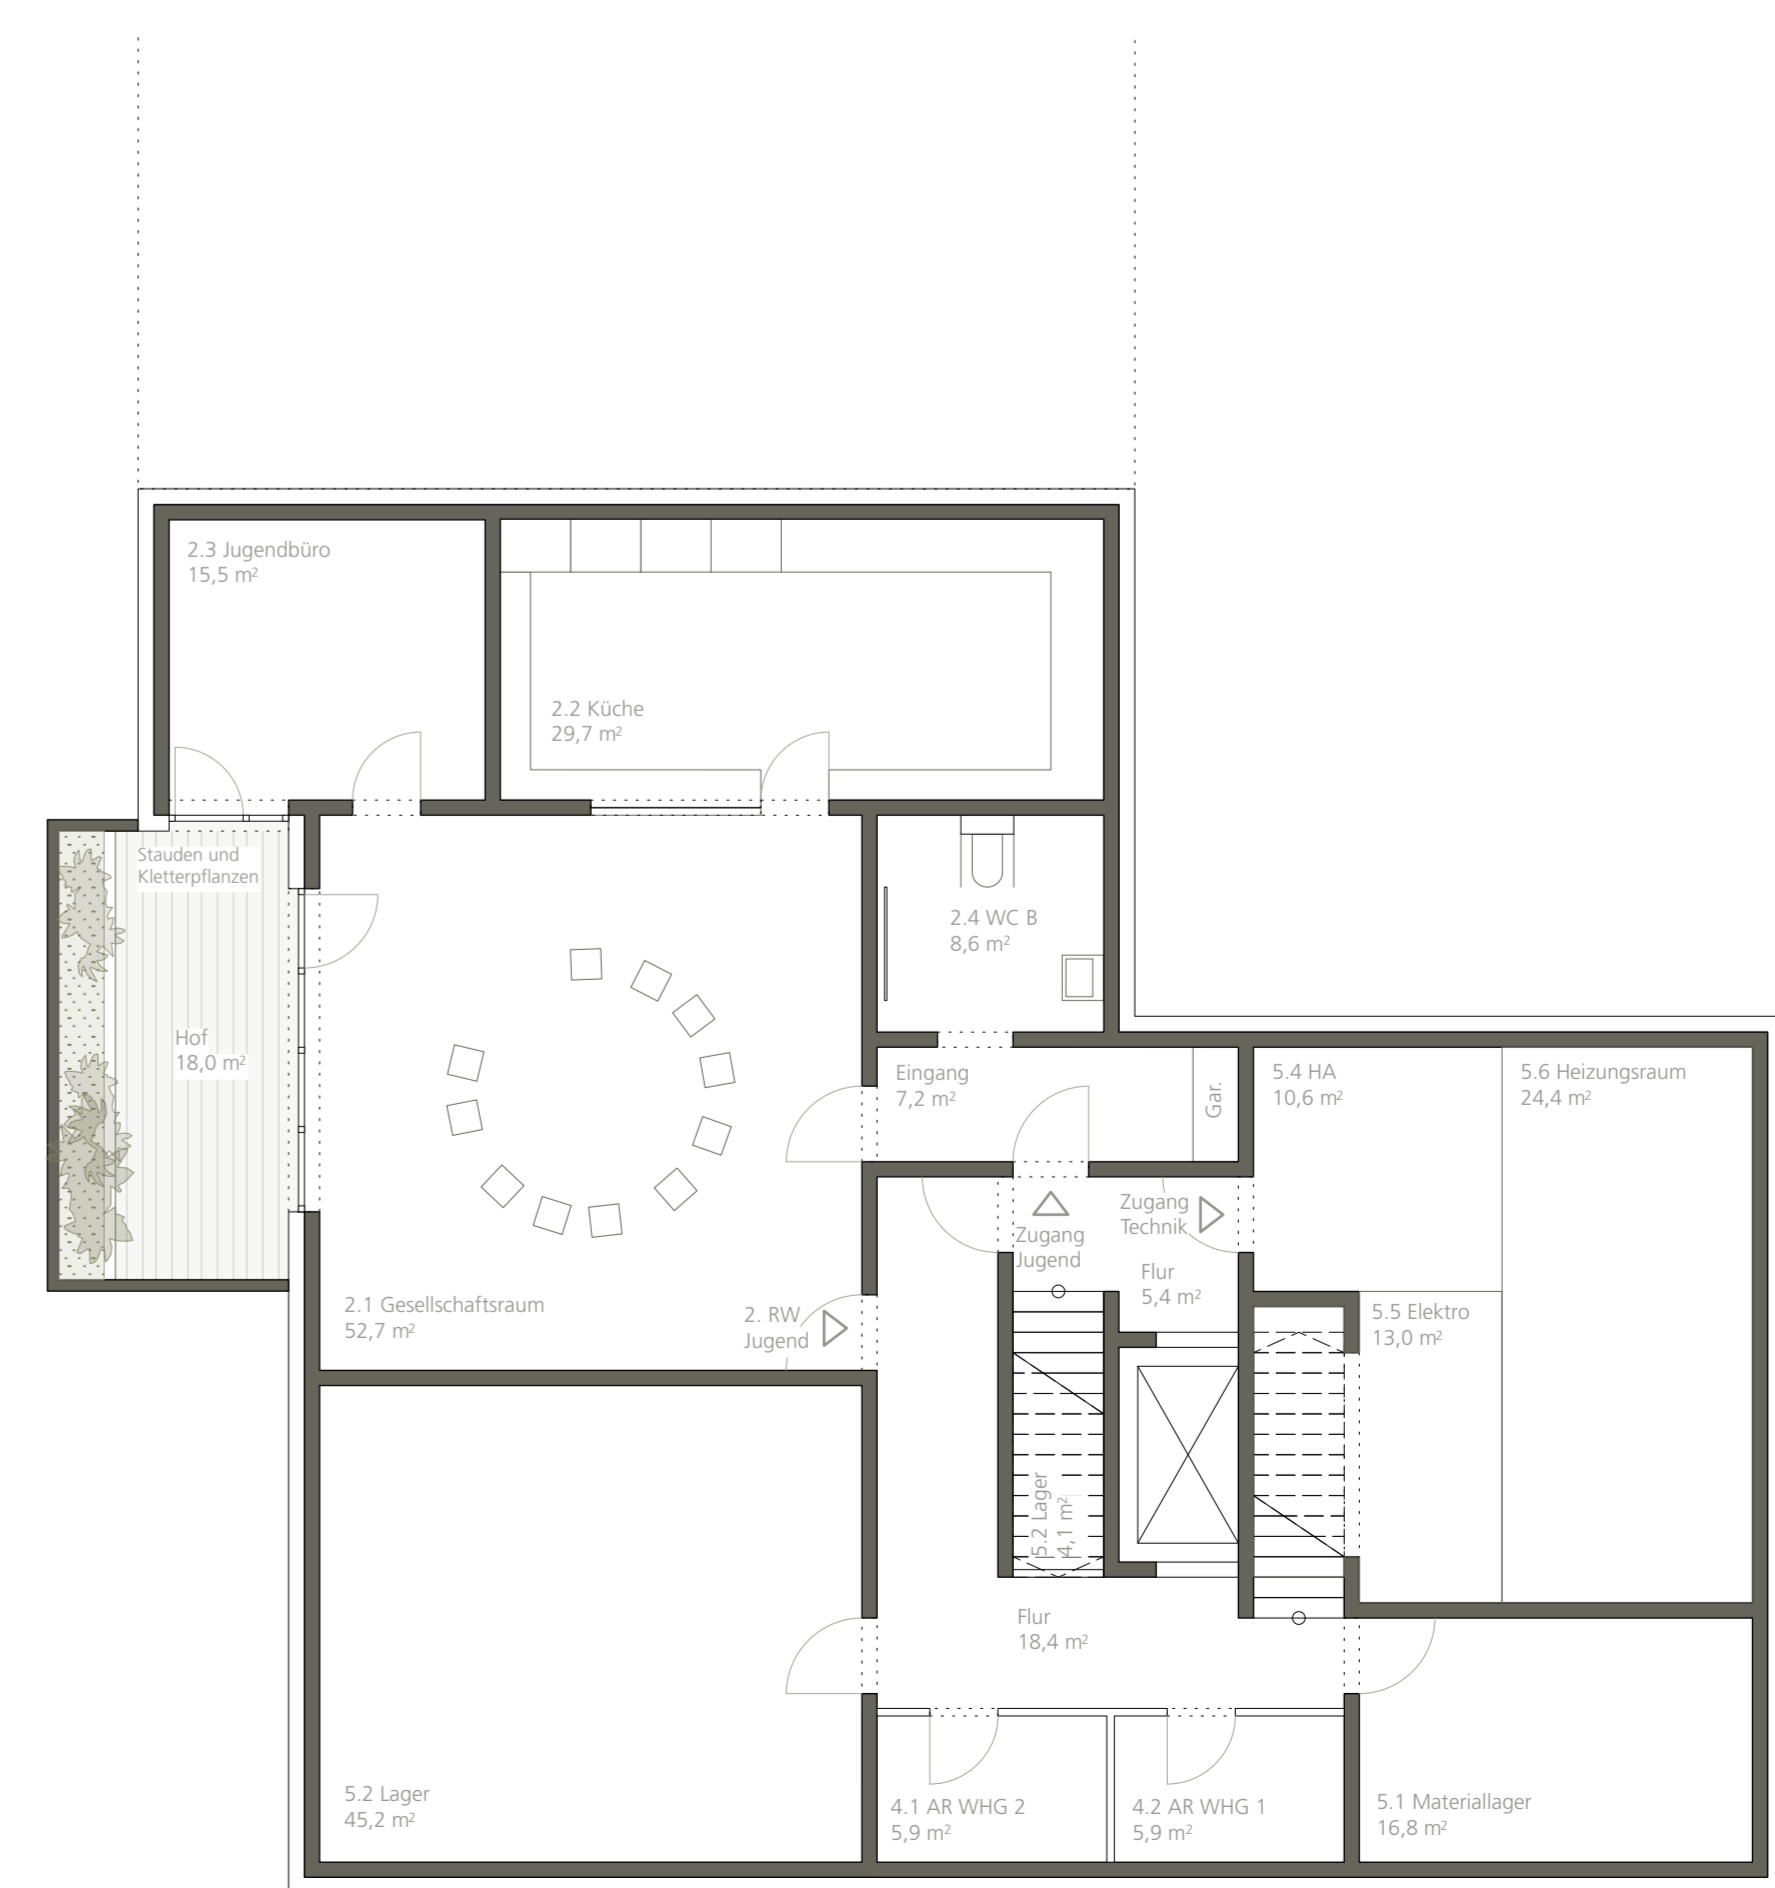 2.3 Jugendbüro
15,5 m²
2.2 Küche
29,7 m²
Stauden und
Kletterpflanzen
2.4 WC B
8,6 m²
Hof
18,0 m²
Eingang
7,2 m²
Gar.
5.4 HA
10,6 m²
5.6 Heizungsraum
24,4 m²
Zugang
Jugend
Zugang
Technik
Flur
5,4 m²
2.1 Gesellschaftsraum
52,7 m²
2. RW
Jugend
5.5 Elektro
13,0 m²
5.2 Lager
4,1 m²
Flur
18,4 m²
5.2 Lager
45,2 m²
4.1 AR WHG 2
5,9 m²
4.2 AR WHG 1
5,9 m²
5.1 Materiallager
16,8 m²